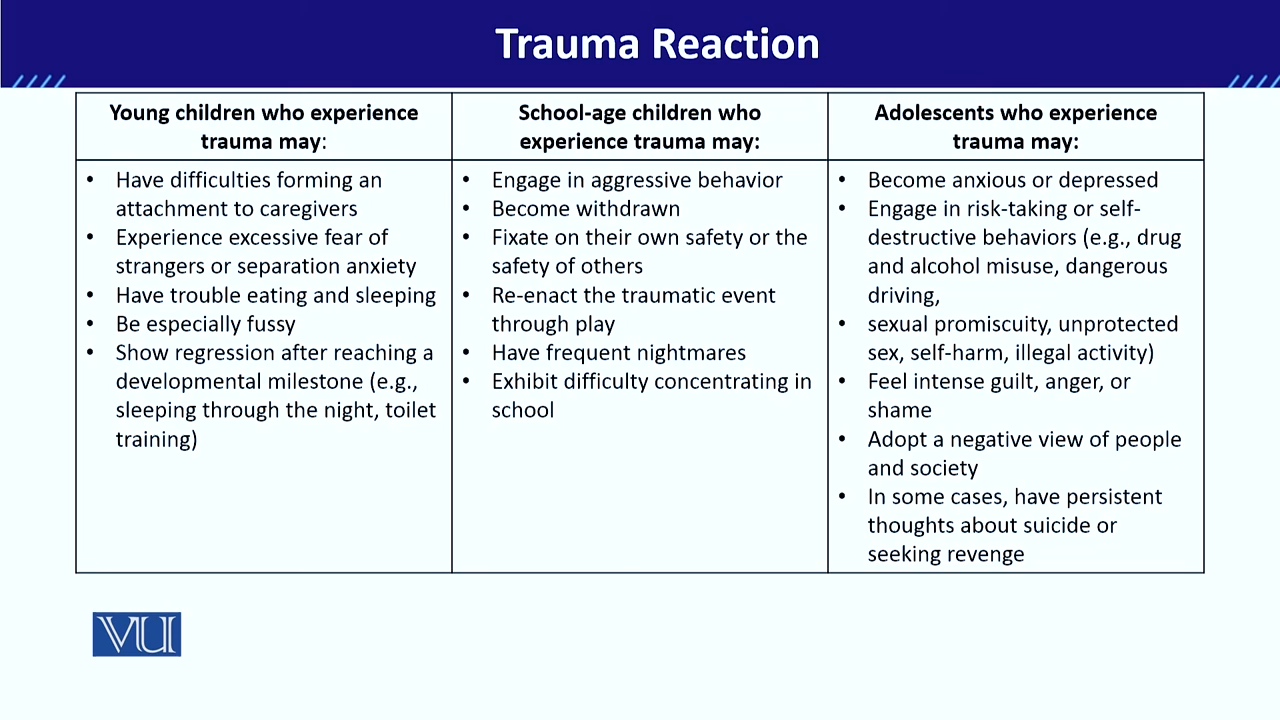 Trauma Reaction
Young children who experience
trauma may:
• Have difficulties forming an
attachment to caregivers
• Experience excessive fear of
strangers or separation anxiety
• Have trouble eating and sleeping
• Be especially fussy
• Show regression after reaching a
developmental milestone (e.g.,
sleeping through the night, toilet
training)
School-age children who
experience trauma may:
• Engage in aggressive behavior
• Become withdrawn
• Fixate on their own safety or the
safety of others
• Re-enact the traumatic event
through play
• Have frequent nightmares
• Exhibit difficulty concentrating in
school
Adolescents who experience
trauma may:
• Become anxious or depressed
• Engage in risk-taking or self-
destructive behaviors (e.g., drug
and alcohol misuse, dangerous
driving,
• sexual promiscuity, unprotected
sex, self-harm, illegal activity)
• Feel intense guilt, anger, or
shame
• Adopt a negative view of people
and society
• In some cases, have persistent
thoughts about suicide or
seeking revenge
VU